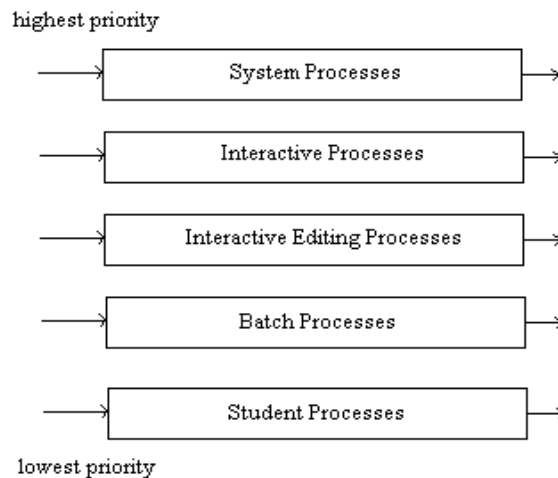 highest priority
System Processes
Interactive Processes
Interactive Editing Processes
Batch Processes
Student Processes
lowest priority